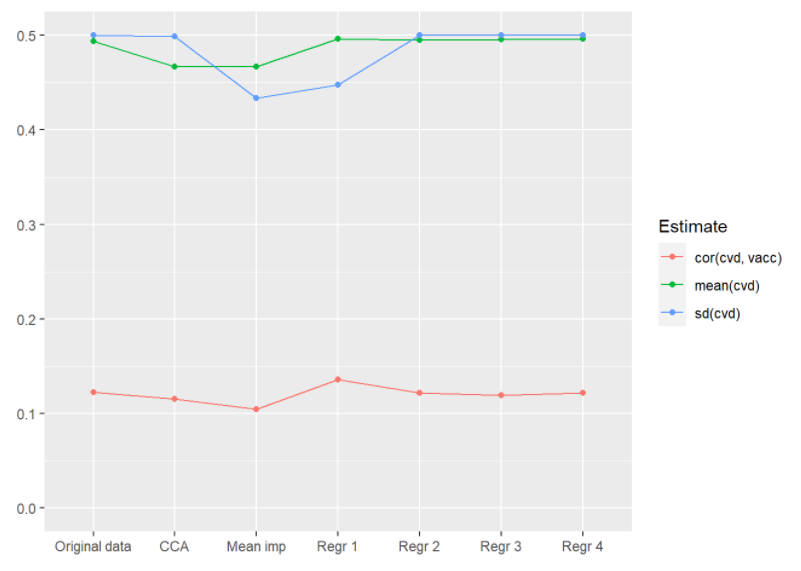 0.5
0.4
0.3
0.2
0.1
0.0
Original data CCA Mean imp Regr 1 Regr 2 Regr 3 Regr 4
Estimate
cor(cvd, vacc)
mean(cvd)
sd(cvd)